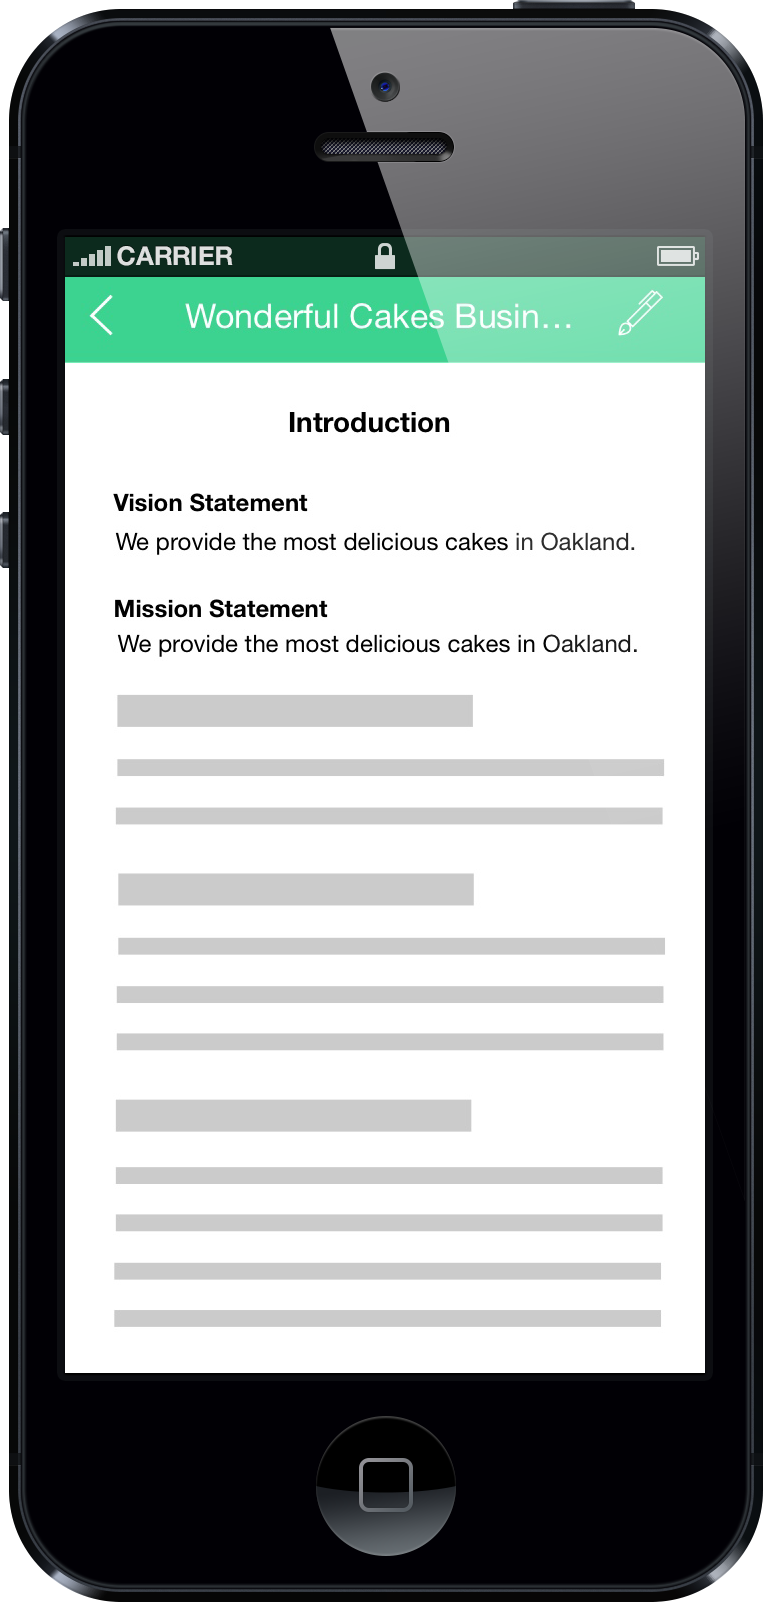 CARRIER
Wonderful Cakes Busin...
Introduction
Vision Statement
We provide the most delicious cakes in Oakland.
Mission Statement
We provide the most delicious cakes in Oakland.